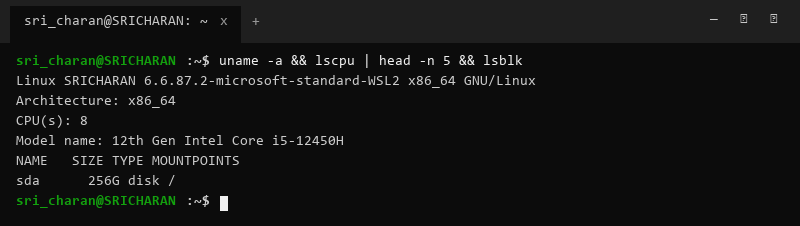 sri_charan@SRICHARAN: ~ x +
sri_charan@SRICHARAN :~$ uname -a && lscpu | head -n 5 && lsblk
Linux SRICHARAN 6.6.87.2-microsoft-standard-WSL2 x86_64 GNU/Linux
Architecture: x86_64
CPU(s): 8
Model name: 12th Gen Intel Core i5-12450H
NAME   SIZE TYPE MOUNTPOINTS
sda      256G disk /
sri_charan@SRICHARAN :~$